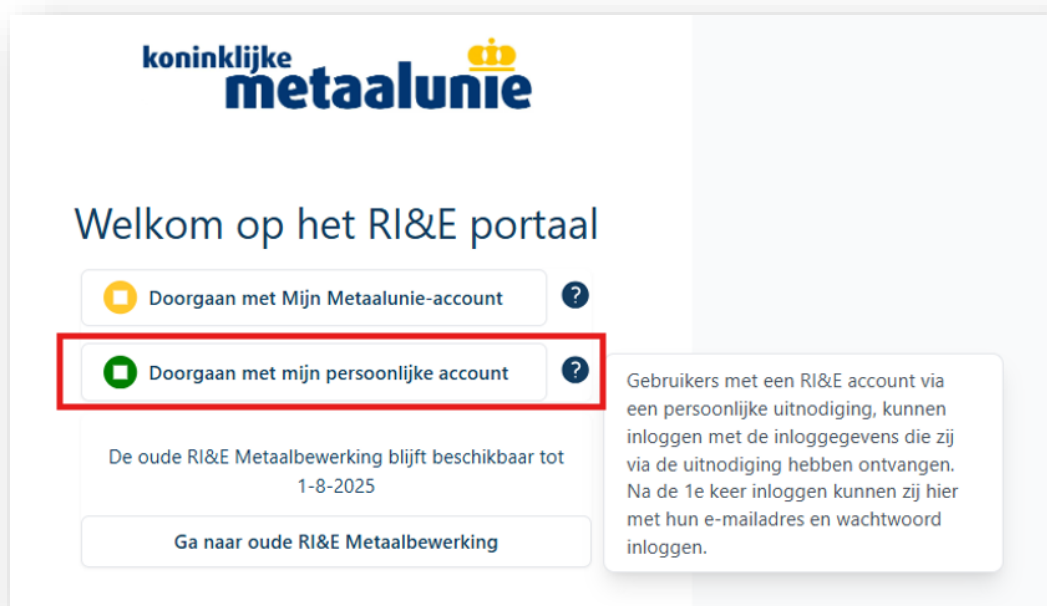 koninklijke
metaalunie
Welkom op het RI&E portaal
Doorgaan met Mijn Metaalunie-account
?
Doorgaan met mijn persoonlijke account
?
Gebruikers met een RI&E account via
een persoonlijke uitnodiging, kunnen
inloggen met de inloggegevens die zij
via de uitnodiging hebben ontvangen.
Na de 1e keer inloggen kunnen zij hier
met hun e-mailadres en wachtwoord
inloggen.
De oude RI&E Metaalbewerking blijft beschikbaar tot
1-8-2025
Ga naar oude RI&E Metaalbewerking